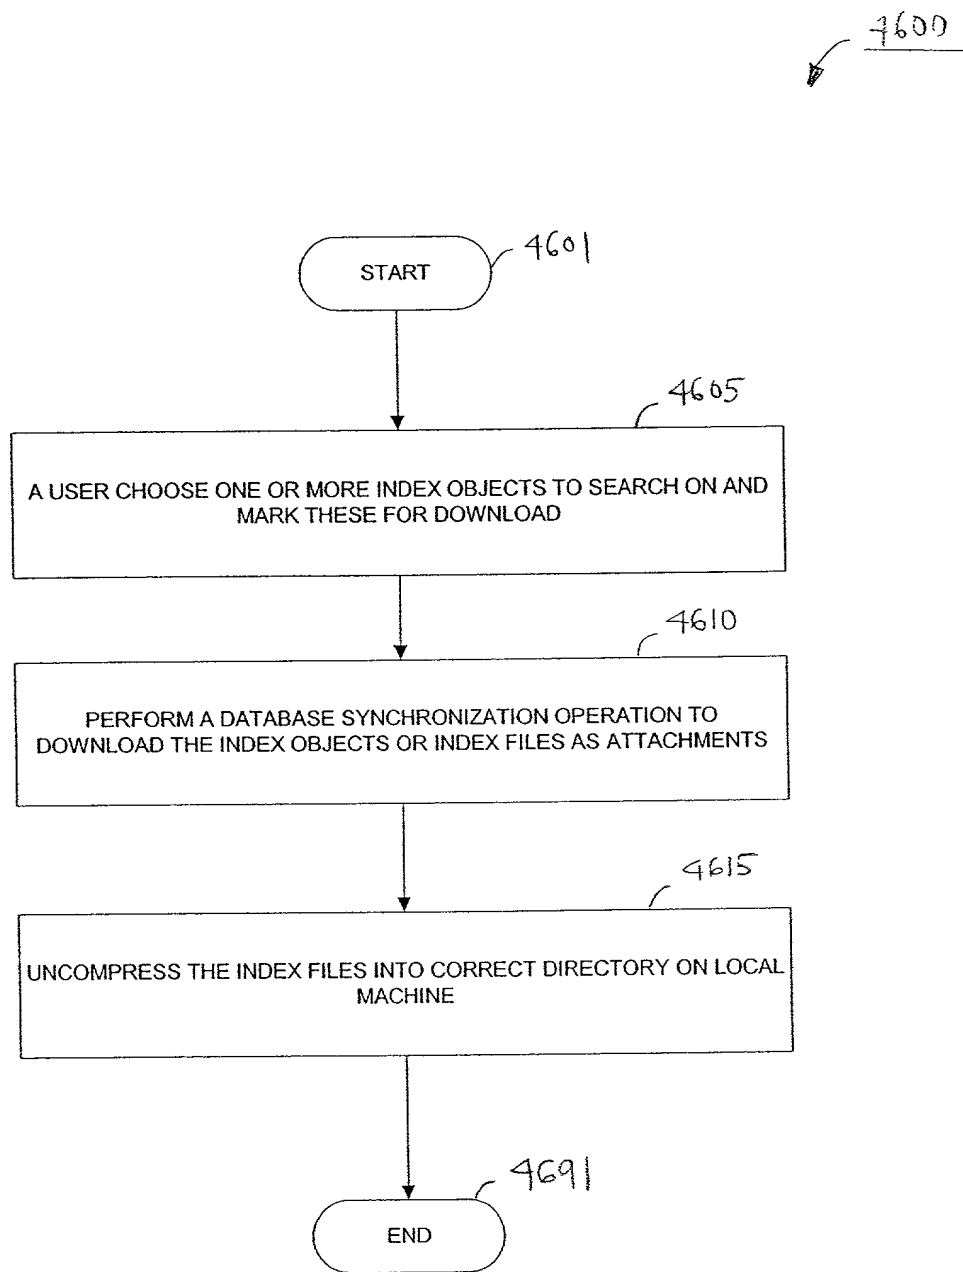 4600
START
4601
4605
A USER CHOOSE ONE OR MORE INDEX OBJECTS TO SEARCH ON AND
MARK THESE FOR DOWNLOAD
4610
PERFORM A DATABASE SYNCHRONIZATION OPERATION TO
DOWNLOAD THE INDEX OBJECTS OR INDEX FILES AS ATTACHMENTS
4615
UNCOMPRESS THE INDEX FILES INTO CORRECT DIRECTORY ON LOCAL
MACHINE
4691
END